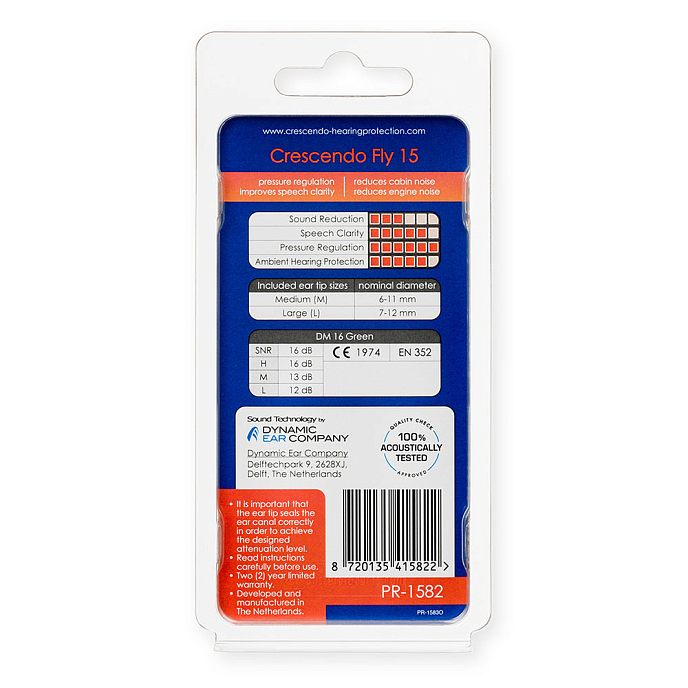 www.crescendo-hearingprotection.com
Crescendo Fly 15
pressure regulation
improves speech clarity
reduces cabin noise
reduces engine noise
Sound Reduction
Speech Clarity
Pressure Regulation
Ambient Hearing Protection
Included ear tip sizes nominal diameter
Medium (M) 6-11 mm
Large (L) 7-12 mm
DM 16 Green
SNR 16 dB CE 1974 EN 352
H 16 dB
M 13 dB
L 12 dB
Sound Technology by
DYNAMIC
EAR COMPANY
Dynamic Ear Company
Delftechpark 9, 2628XJ,
Delft, The Netherlands
QUALITY CHECK
100%
ACOUSTICALLY
TESTED
APPROVED
• It is important that
the ear tip seals the
ear canal correctly
in order to achieve
the designed
attenuation level.
• Read instructions
carefully before use.
• Two (2) year limited
warranty.
• Developed and
manufactured in
The Netherlands.
8 720135 415822 >
PR-1582
PR-1583O